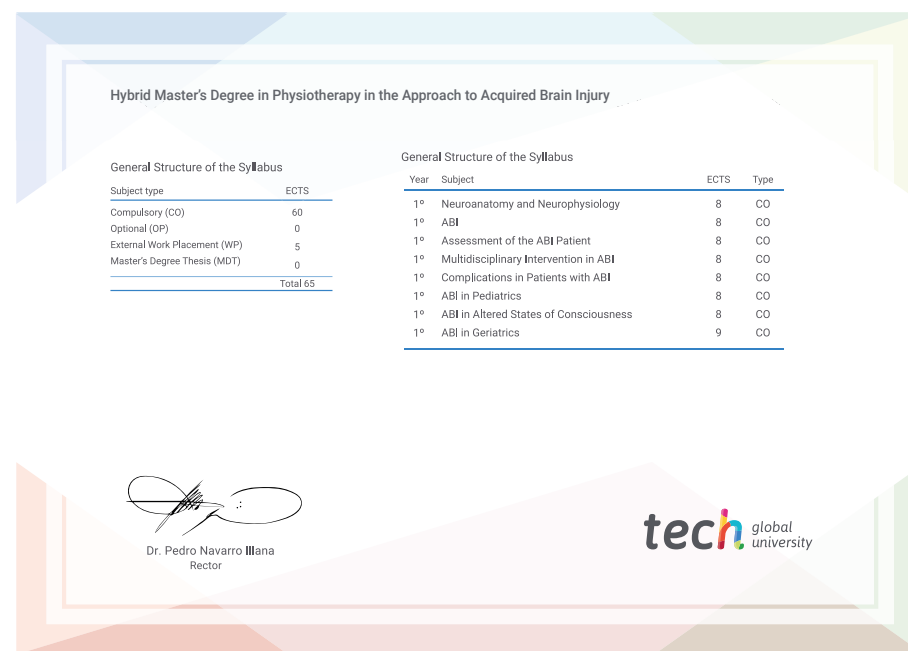 Hybrid Master's Degree in Physiotherapy in the Approach to Acquired Brain Injury
General Structure of the Syllabus
Subject type ECTS
Compulsory (CO) 60
Optional (OP) 0
External Work Placement (WP) 5
Master's Degree Thesis (MDT) 0
Total 65
General Structure of the Syllabus
Year Subject ECTS Type
1º Neuroanatomy and Neurophysiology 8 CO
1º ABI 8 CO
1º Assessment of the ABI Patient 8 CO
1º Multidisciplinary Intervention in ABI 8 CO
1º Complications in Patients with ABI 8 CO
1º ABI in Pediatrics 8 CO
1º ABI in Altered States of Consciousness 8 CO
1º ABI in Geriatrics 9 CO
Dr. Pedro Navarro Illana
Rector
tech global
university